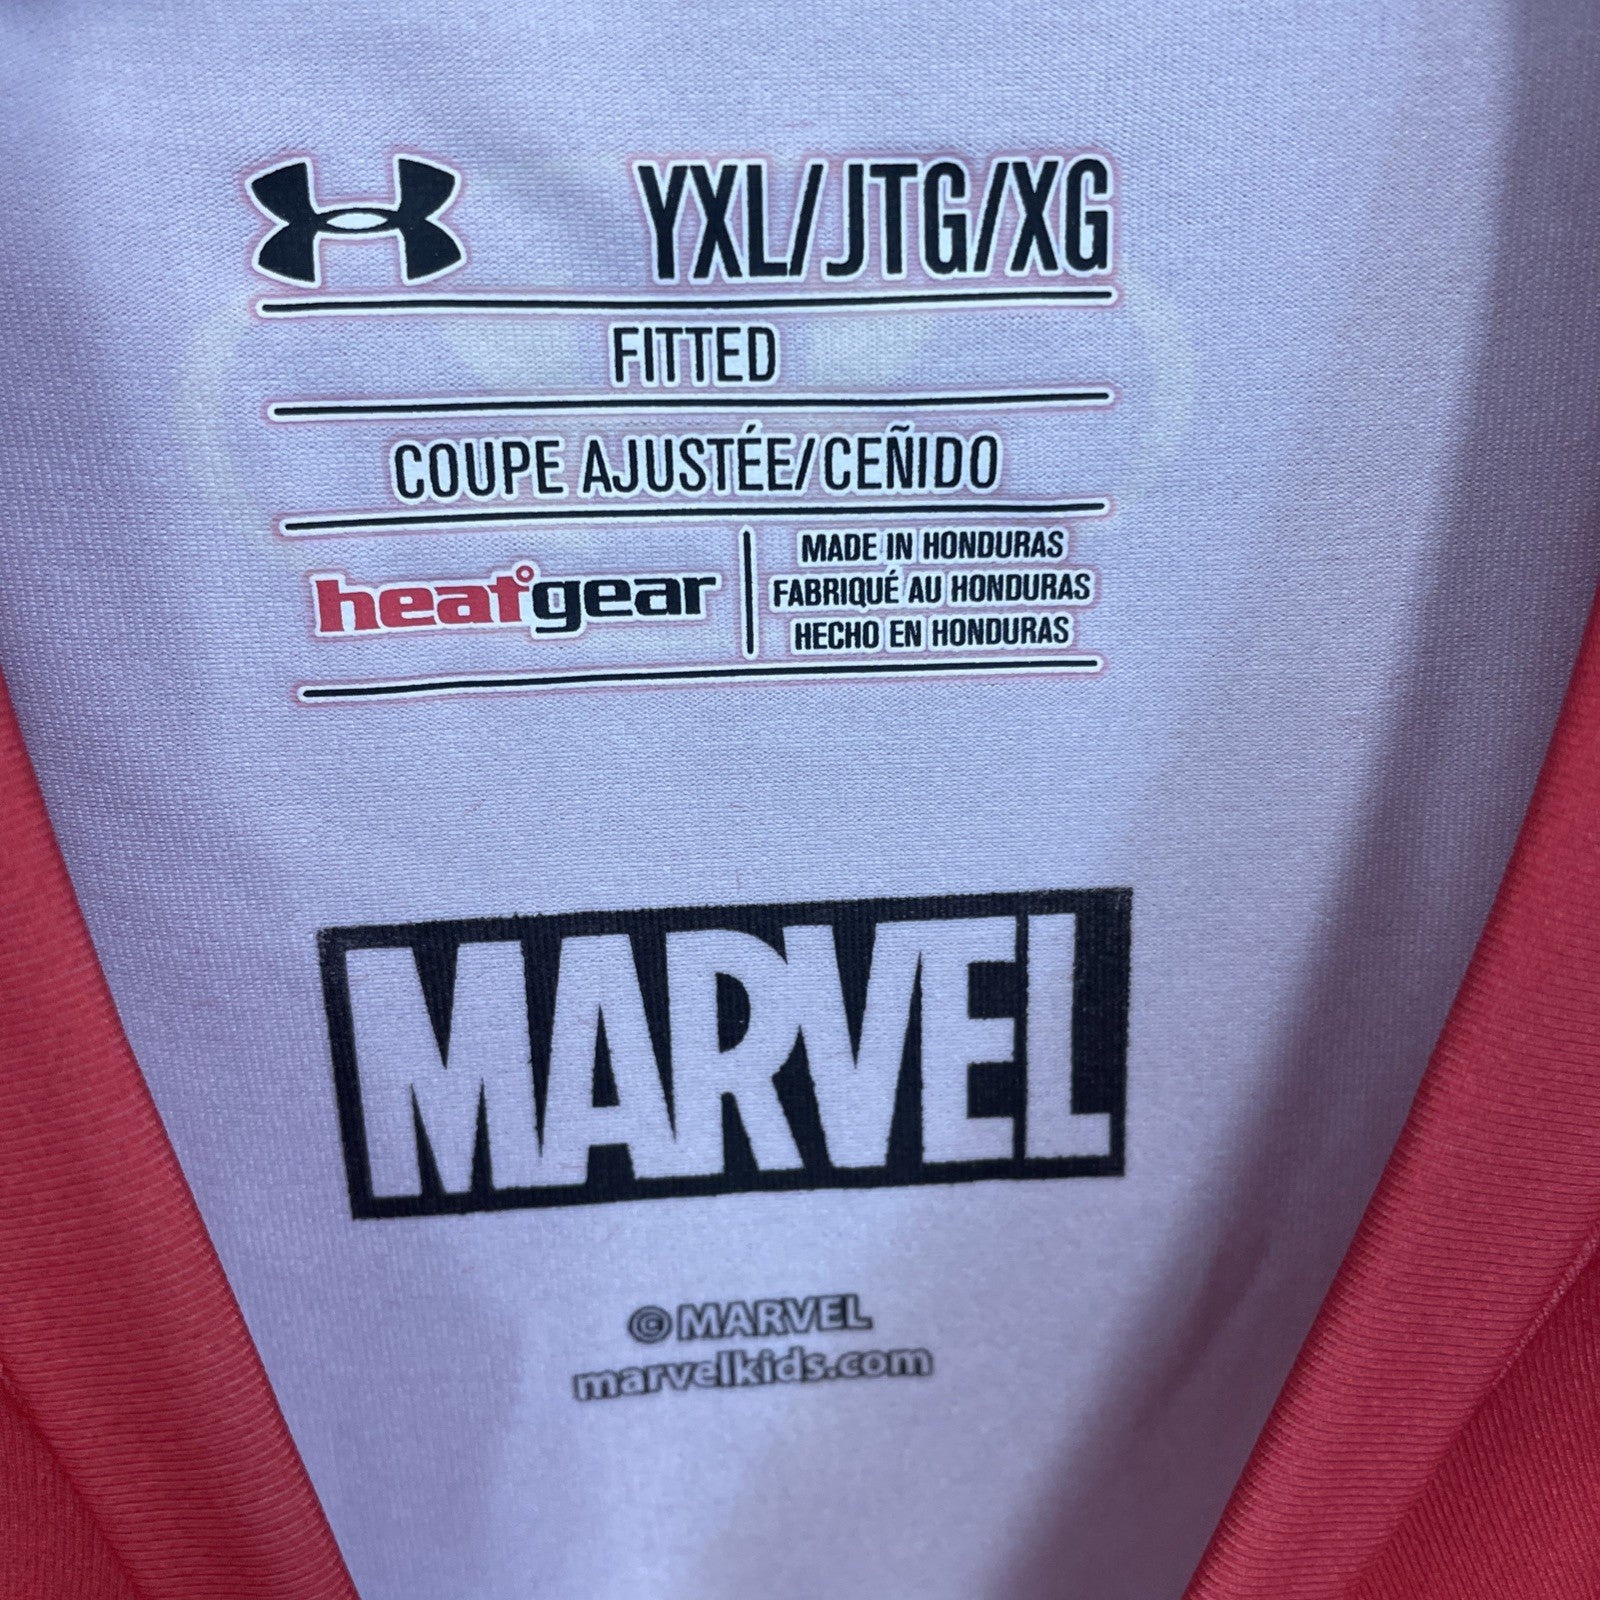 YXL/JTG/XG
FITTED
COUPE AJUSTÉE/CEÑIDO
heatgear
MADE IN HONDURAS
FABRIQUÉ AU HONDURAS
HECHO EN HONDURAS
MARVEL
© MARVEL
marvelkids.com